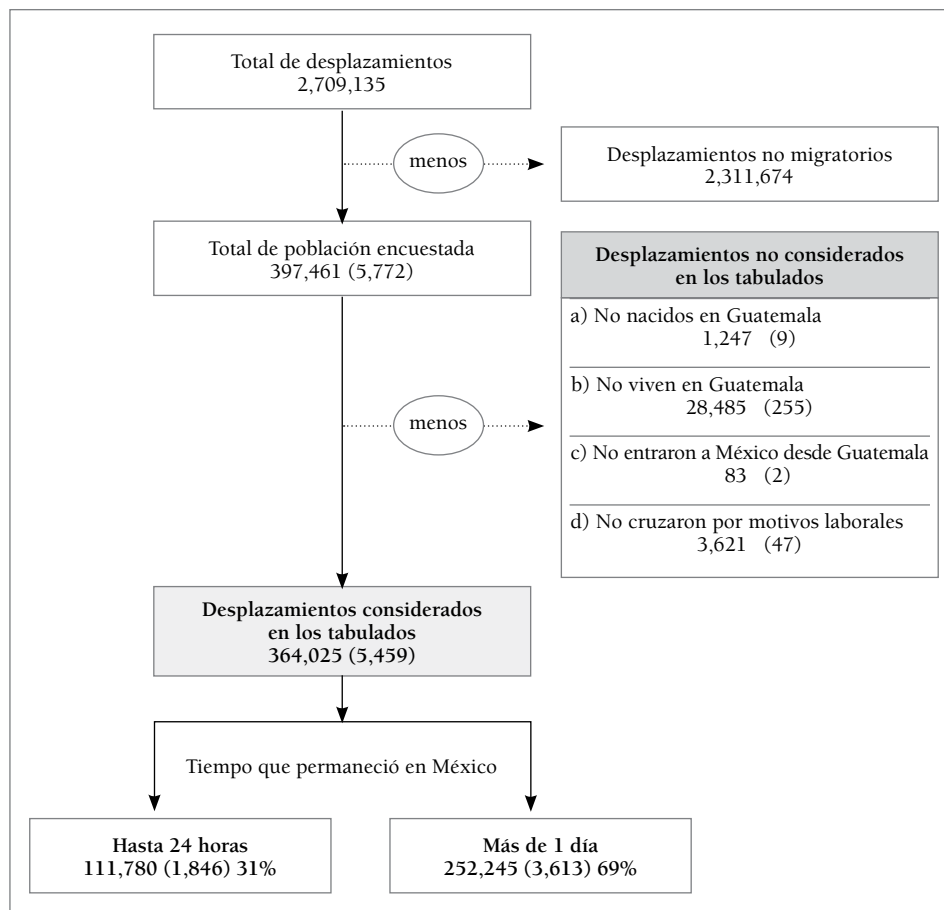 Total de desplazamientos
2,709,135
menos
Desplazamientos no migratorios
2,311,674
Total de población encuestada
397,461 (5,772)
Desplazamientos no considerados
en los tabulados
a) No nacidos en Guatemala
1,247 (9)
b) No viven en Guatemala
28,485 (255)
menos
c) No entraron a México desde Guatemala
83 (2)
d) No cruzaron por motivos laborales
3,621 (47)
Desplazamientos considerados
en los tabulados
364,025 (5,459)
Tiempo que permaneció en México
Hasta 24 horas
111,780 (1,846) 31%
Más de 1 día
252,245 (3,613) 69%